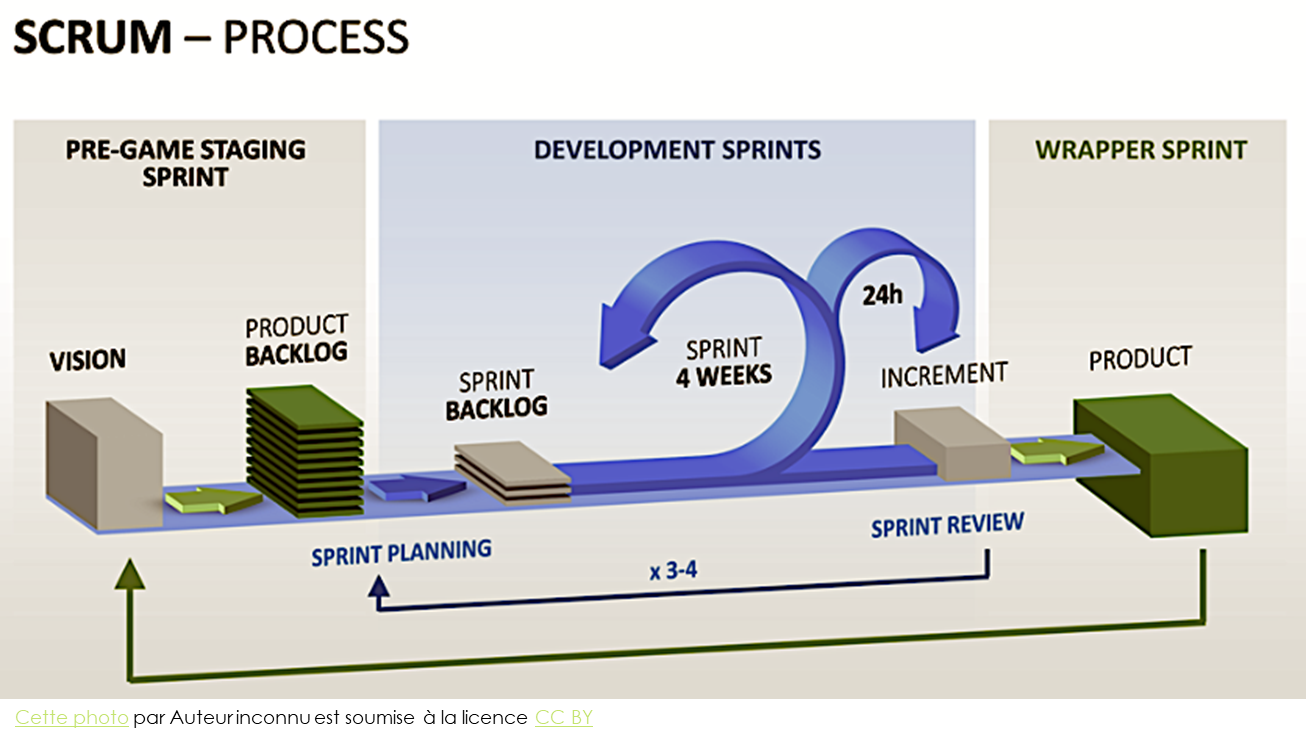 SCRUM – PROCESS
PRE-GAME STAGING
SPRINT
DEVELOPMENT SPRINTS
WRAPPER SPRINT
VISION
PRODUCT
BACKLOG
SPRINT
BACKLOG
SPRINT
4 WEEKS
24h
INCREMENT
PRODUCT
SPRINT PLANNING
x 3-4
SPRINT REVIEW
Cette photo par Auteur inconnu est soumise à la licence CC BY